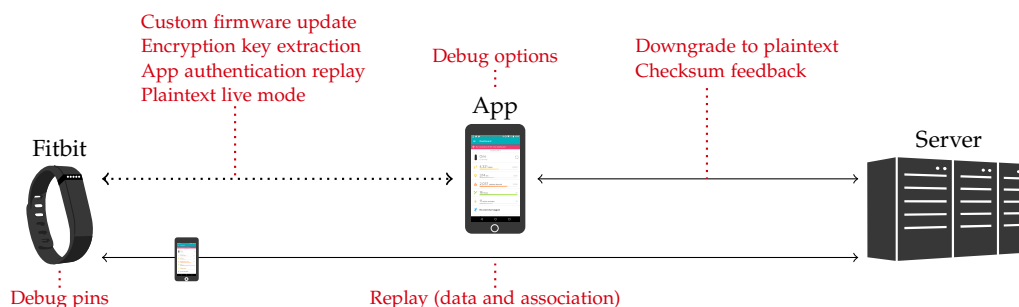 Custom firmware update
Encryption key extraction
App authentication replay
Plaintext live mode
Debug options
Downgrade to plaintext
Checksum feedback
App
Fitbit
Server
Debug pins
Replay (data and association)